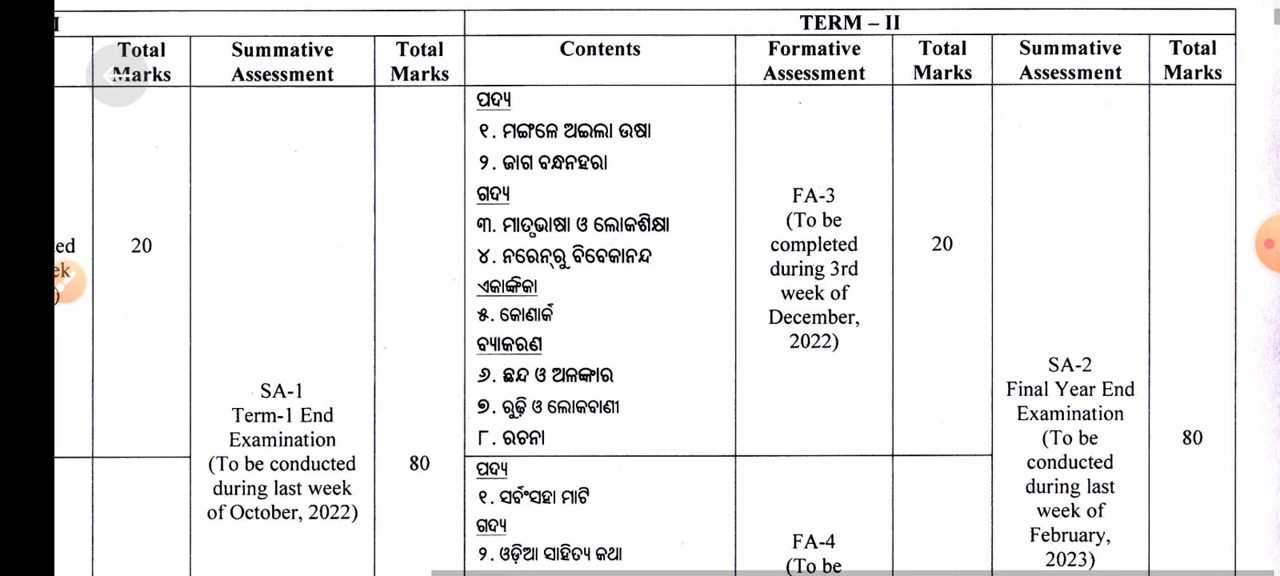 I
TERM – II
Total
Marks
Summative
Assessment
Total
Marks
Contents
Formative
Assessment
Total
Marks
Summative
Assessment
Total
Marks
ed
ek
)
20
SA-1
Term-1 End
Examination
(To be conducted
during last week
of October, 2022)
80
ପଦ୍ୟ
୧. ମଙ୍ଗଳେ ଅଇଲା ଉଷା
୨. ଜାଗ ବନ୍ଧନହରା
ଗଦ୍ୟ
୩. ମାତୃଭାଷା ଓ ଲୋକଶିକ୍ଷା
୪. ନରେନ୍‌ରୁ ବିବେକାନନ୍ଦ
ଏକାଙ୍କିକା
୫. କୋଣାର୍କ
ବ୍ୟାକରଣ
୬. ଛନ୍ଦ ଓ ଅଳଙ୍କାର
୭. ରୁଢ଼ି ଓ ଲୋକବାଣୀ
୮. ରଚନା
FA-3
(To be
completed
during 3rd
week of
December,
2022)
20
SA-2
Final Year End
Examination
(To be
conducted
during last
week of
February,
2023)
80
ପଦ୍ୟ
୧. ସର୍ବଂସହା ମାଟି
ଗଦ୍ୟ
୨. ଓଡ଼ିଆ ସାହିତ୍ୟ କଥା
FA-4
(To be